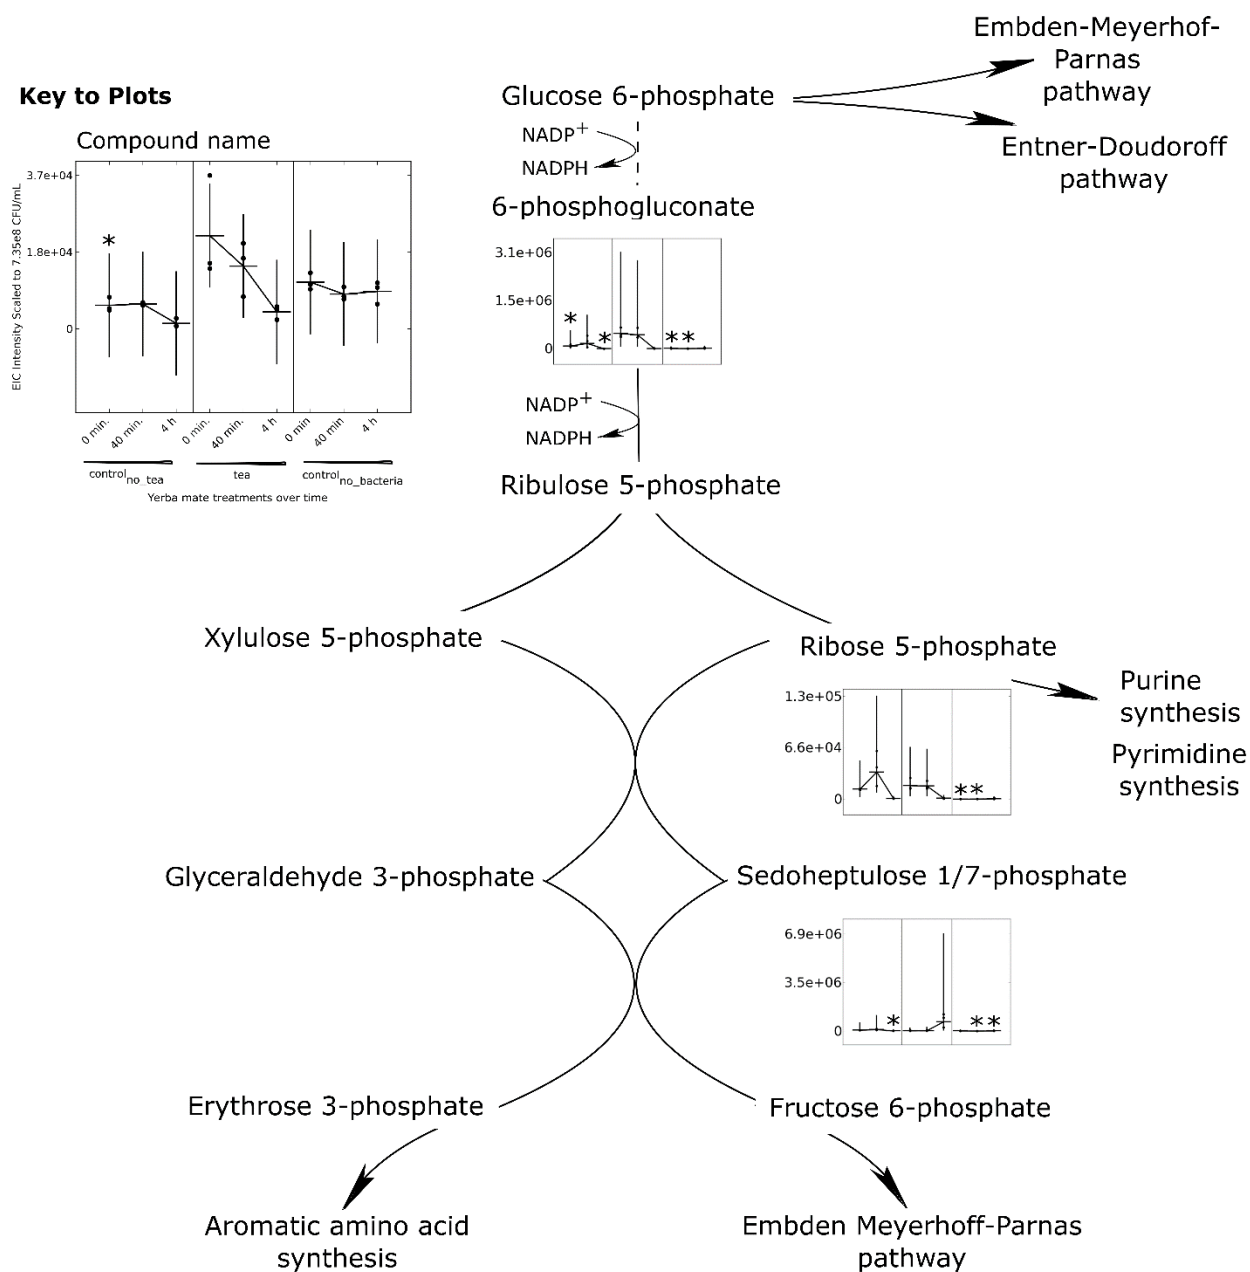 Embden-Meyerhof-
Parnas
pathway
Key to Plots
Glucose 6-phosphate
Compound name
NADP+
NADPH
Entner-Doudoroff
pathway
3.7e+04
1.8e+04
0
EIC Intensity Scaled to 7.35e8 CFU/mL
*
0 min.
40 min.
4 h
0 min.
40 min.
4 h
0 min
40 min
4 h
control no_tea
tea
control no_bacteria
Yerba mate treatments over time
6-phosphogluconate
3.1e+06
1.5e+06
0
*
*
**
NADP+
NADPH
Ribulose 5-phosphate
Xylulose 5-phosphate
Ribose 5-phosphate
1.3e+05
6.6e+04
0
**
Purine
synthesis
Pyrimidine
synthesis
Glyceraldehyde 3-phosphate
Sedoheptulose 1/7-phosphate
6.9e+06
3.5e+06
0
*
**
Erythrose 3-phosphate
Fructose 6-phosphate
Aromatic amino acid
synthesis
Embden Meyerhoff-Parnas
pathway